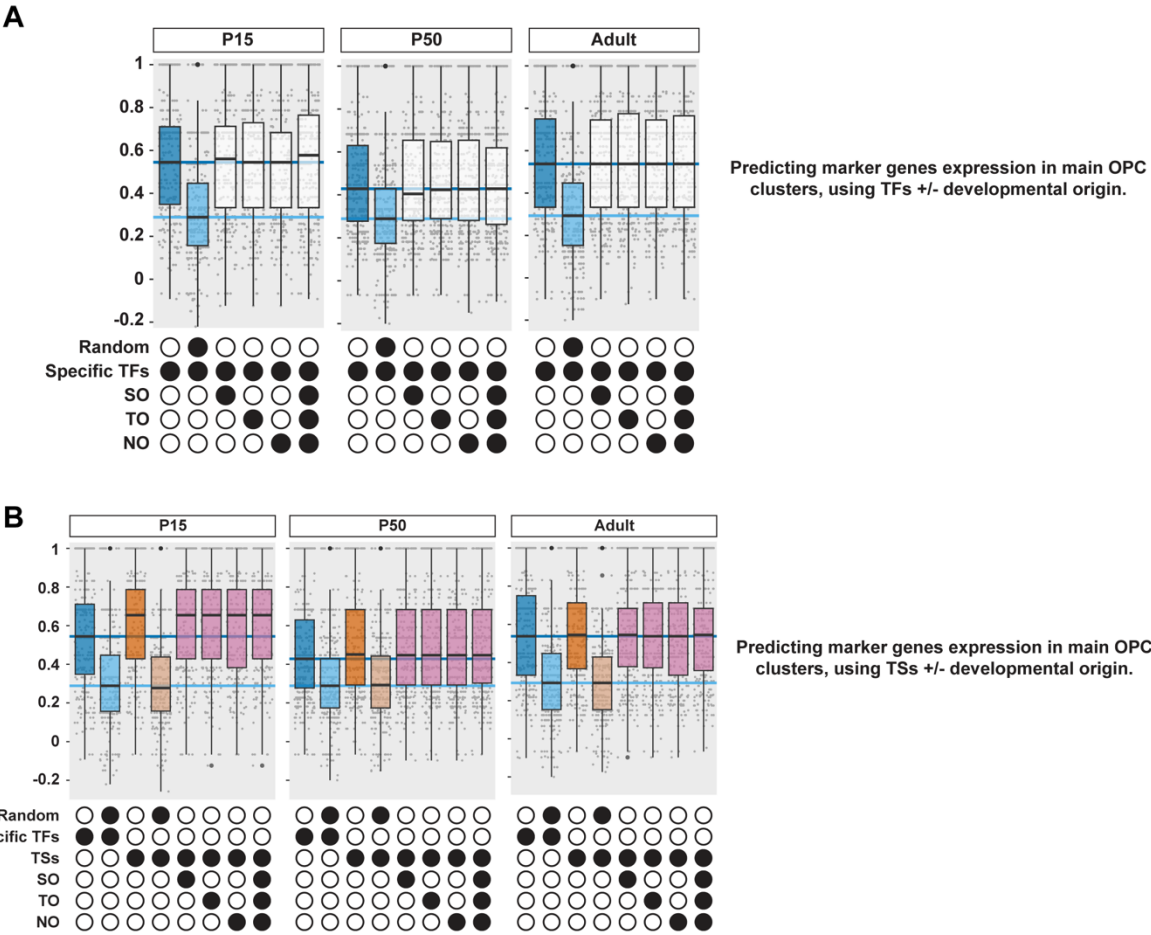 A
P15 P50 Adult
1
0.8
0.6
0.4
0.2
0
-0.2
Predicting marker genes expression in main OPC
clusters, using TFs +/- developmental origin.
Random
Specific TFs
SO
TO
NO
B
P15 P50 Adult
1
0.8
0.6
0.4
0.2
0
-0.2
Predicting marker genes expression in main OPC
clusters, using TSs +/- developmental origin.
Random
cific TFs
TSs
SO
TO
NO